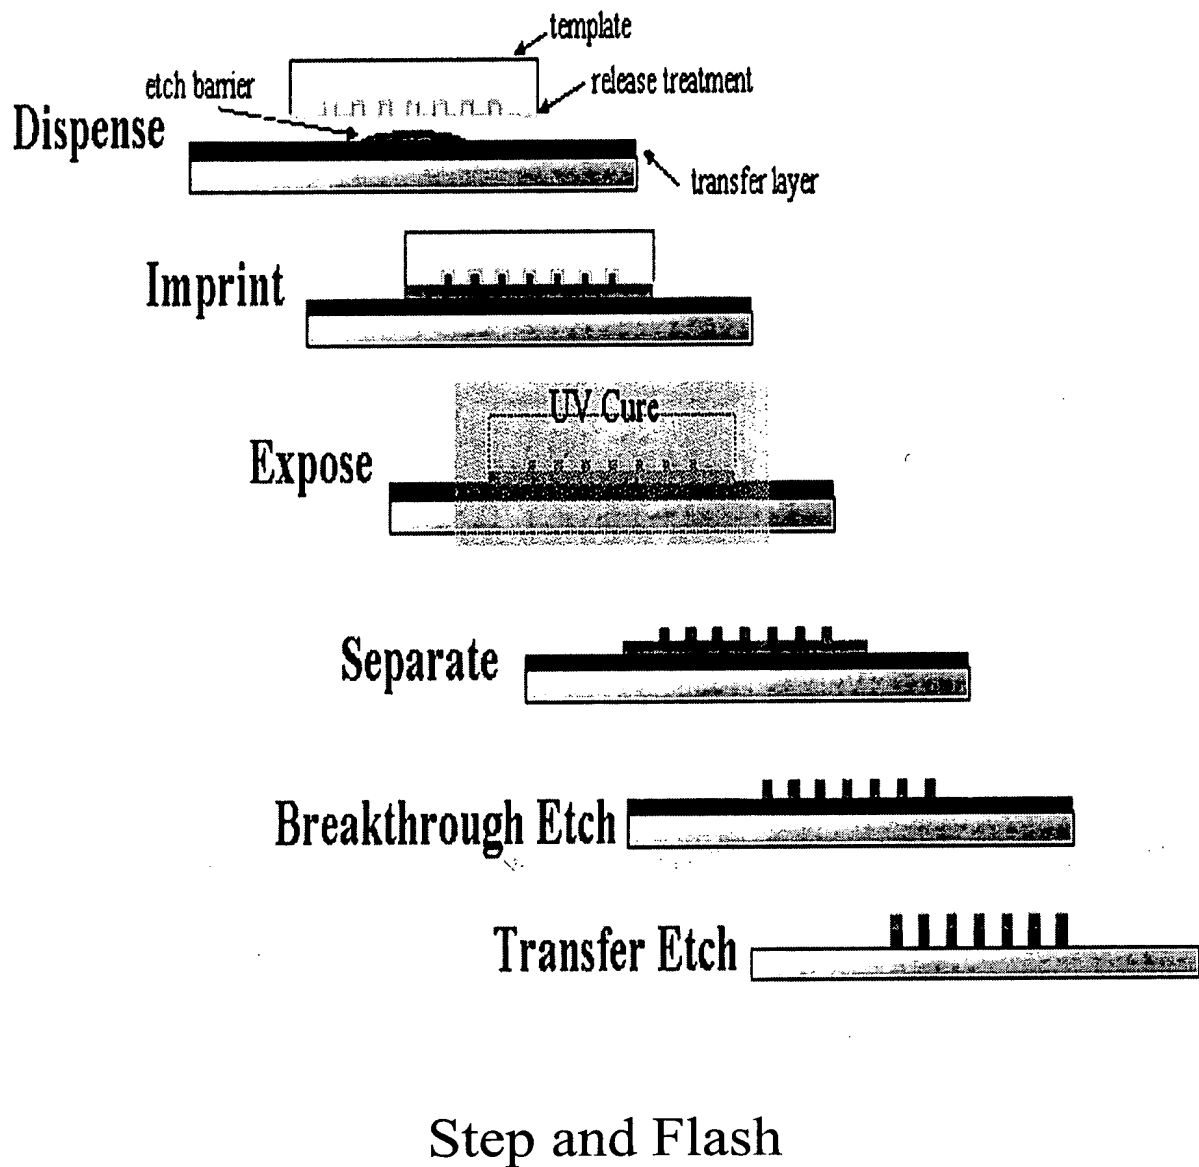 template
etch barrier
release treatment
Dispense
transfer layer
Imprint
UV Cure
Expose
Separate
Breakthrough Etch
Transfer Etch
Step and Flash